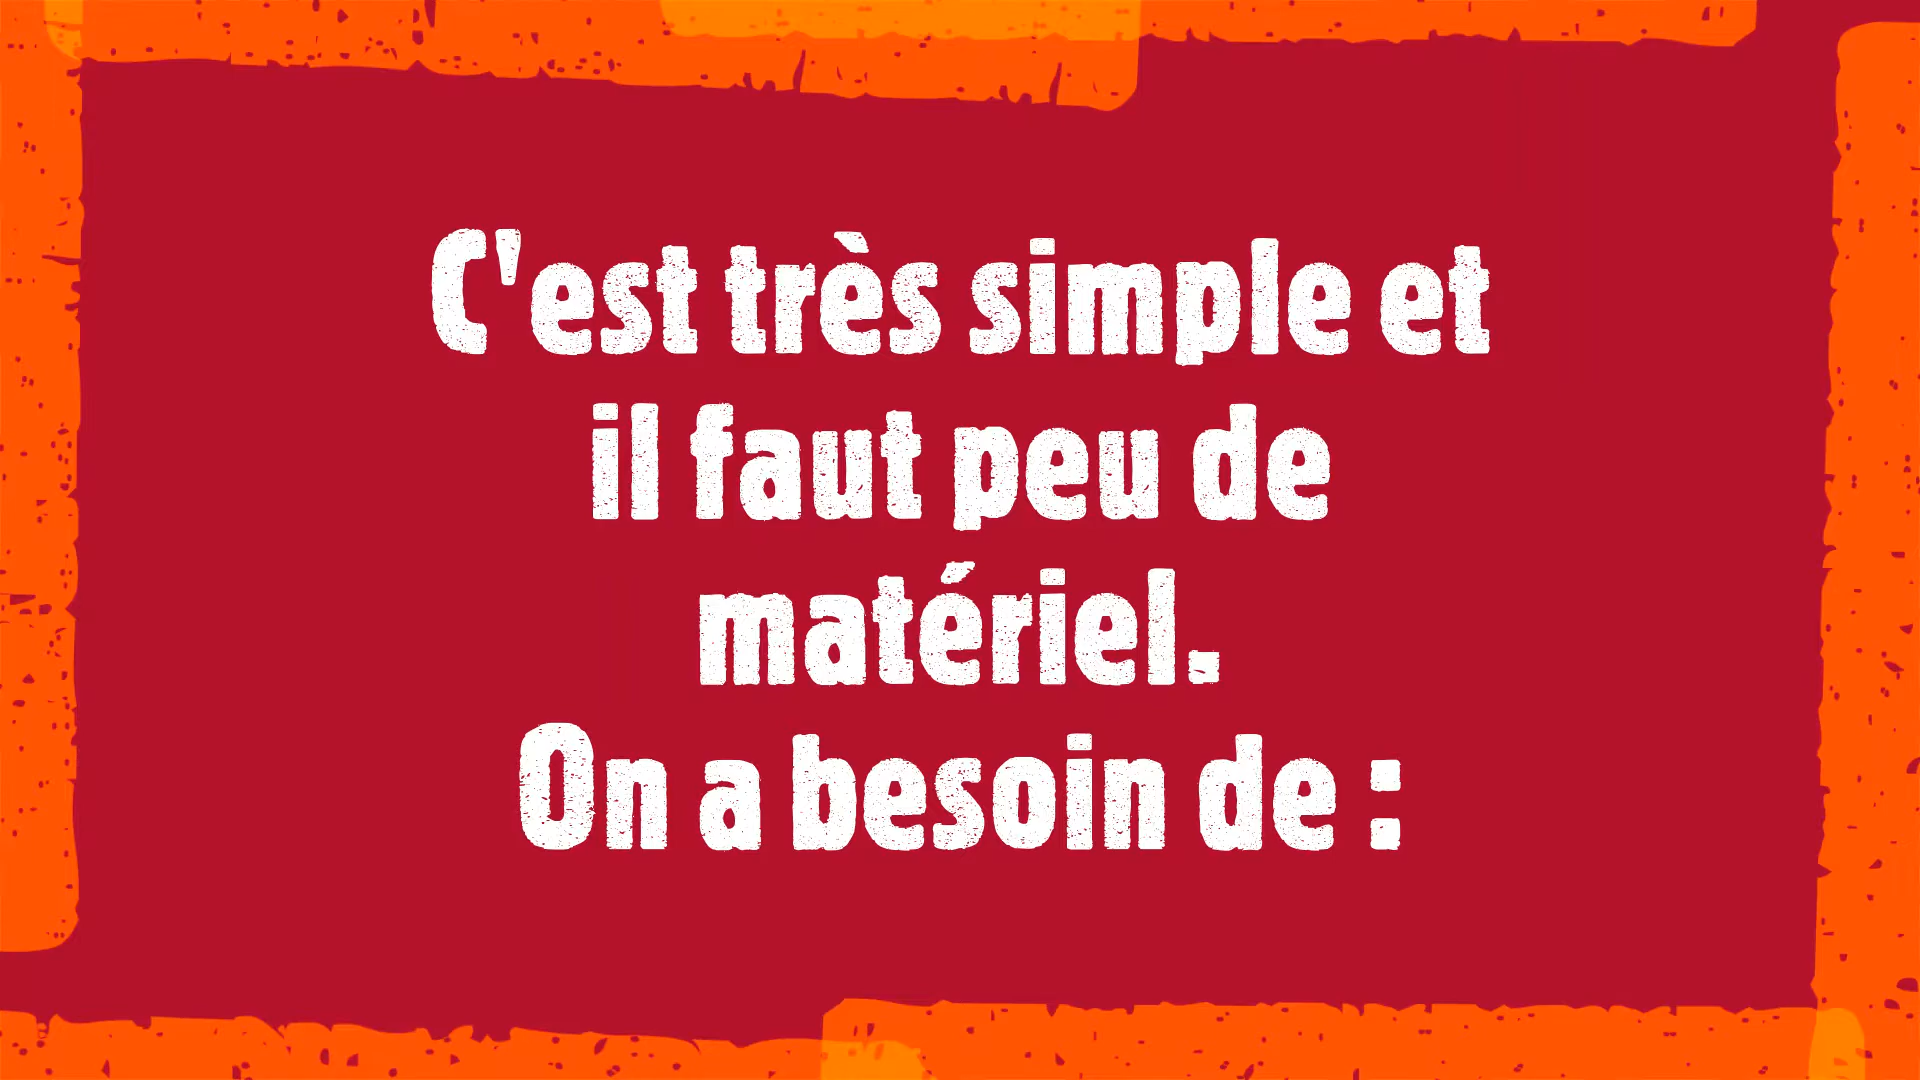 C'est très simple et
il faut peu de
matériel.
On a besoin de :